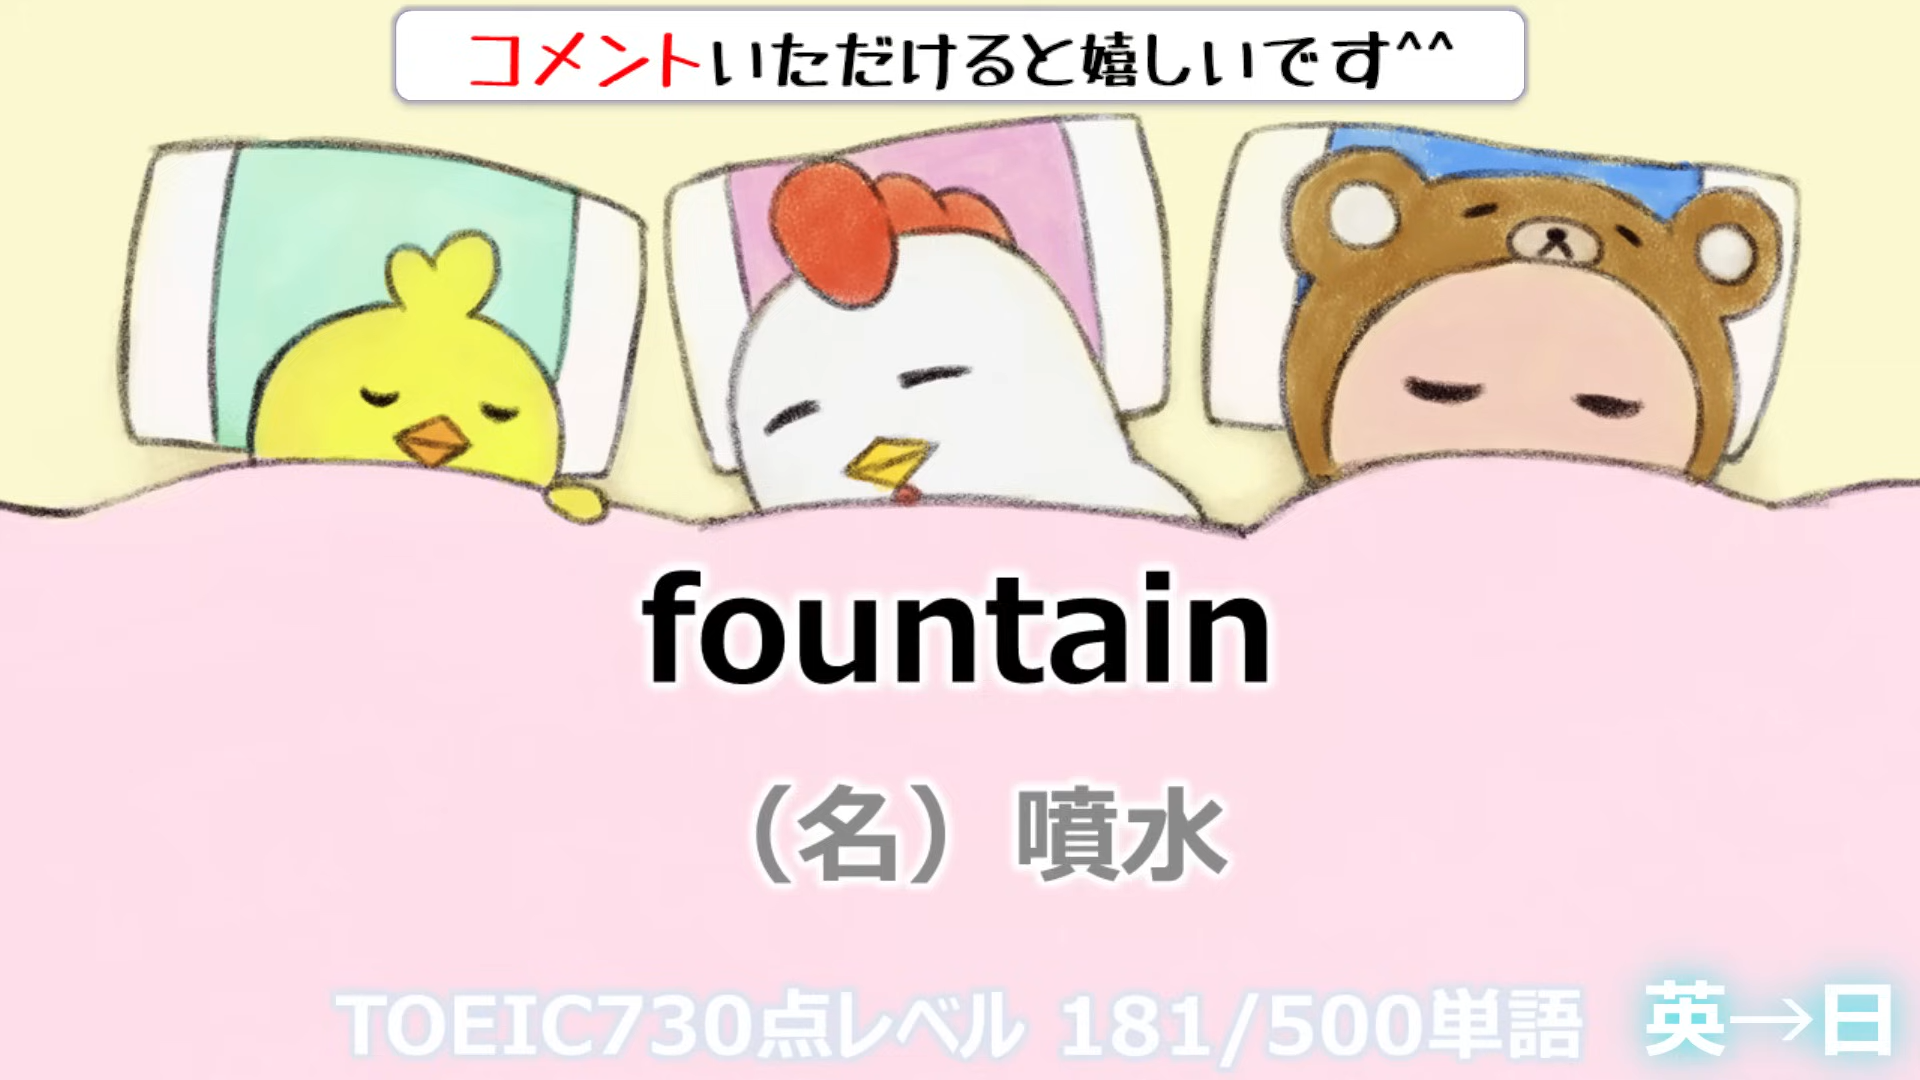 コメントいただけると嬉しいです^^
fountain
（名）噴水
TOEIC730点レベル 181/500単語
英→日